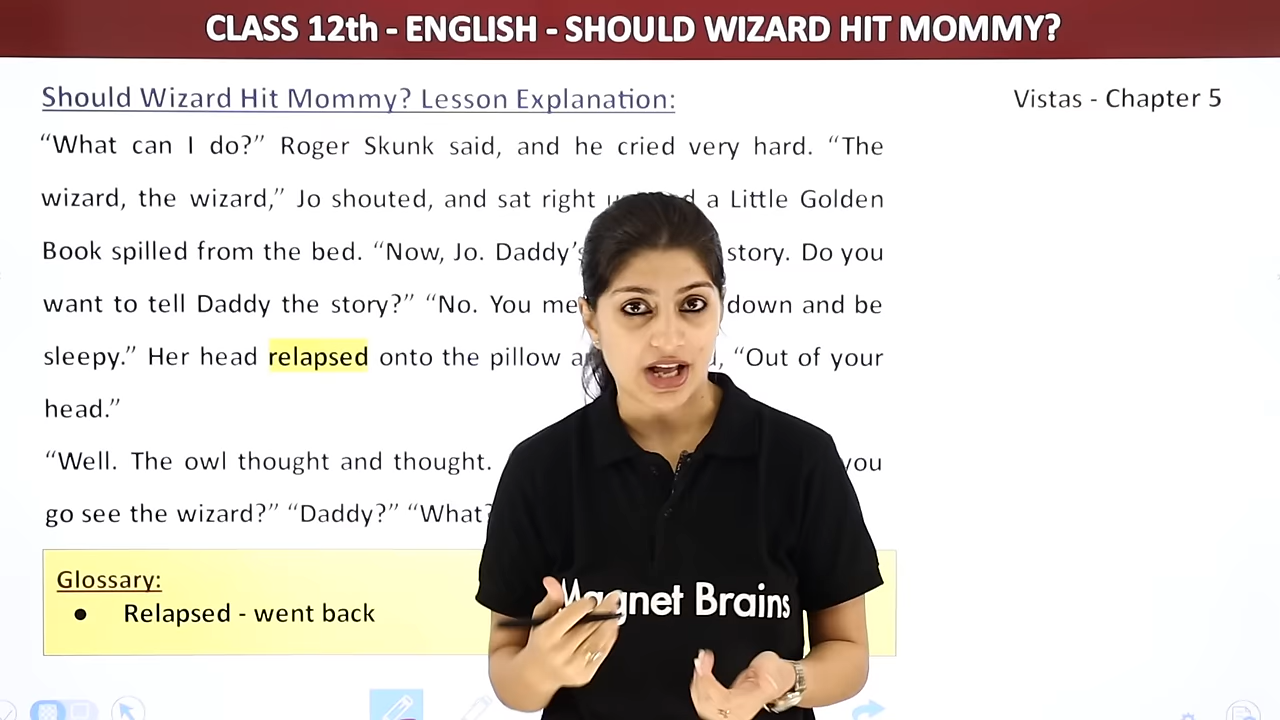 CLASS 12th - ENGLISH - SHOULD WIZARD HIT MOMMY?
Should Wizard Hit Mommy? Lesson Explanation:
Vistas - Chapter 5
“What can I do?” Roger Skunk said, and he cried very hard. “The
wizard, the wizard,” Jo shouted, and sat right a Little Golden
Book spilled from the bed. “Now, Jo. Daddy’s story. Do you
want to tell Daddy the story?” “No. You me down and be
sleepy.” Her head relapsed onto the pillow “Out of your
head.”
“Well. The owl thought and thought. you
go see the wizard?” “Daddy?” “What?
Glossary:
● Relapsed - went back
Magnet Brains